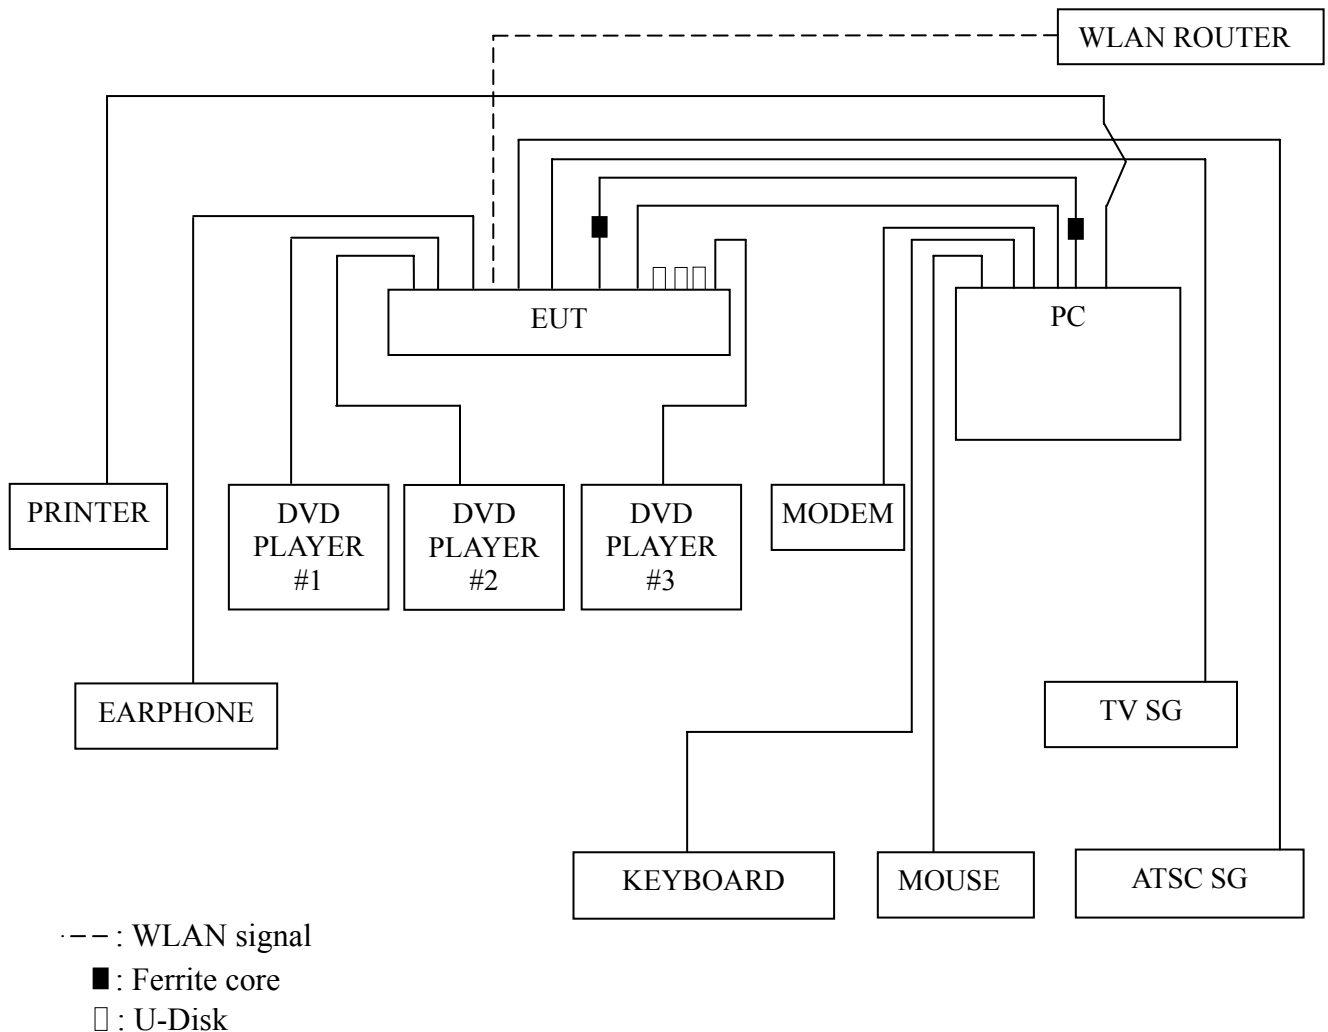 WLAN ROUTER
EUT
PC
PRINTER
DVD
PLAYER
#1
DVD
PLAYER
#2
DVD
PLAYER
#3
MODEM
EARPHONE
TV SG
KEYBOARD
MOUSE
ATSC SG
: WLAN signal
: Ferrite core
: U-Disk